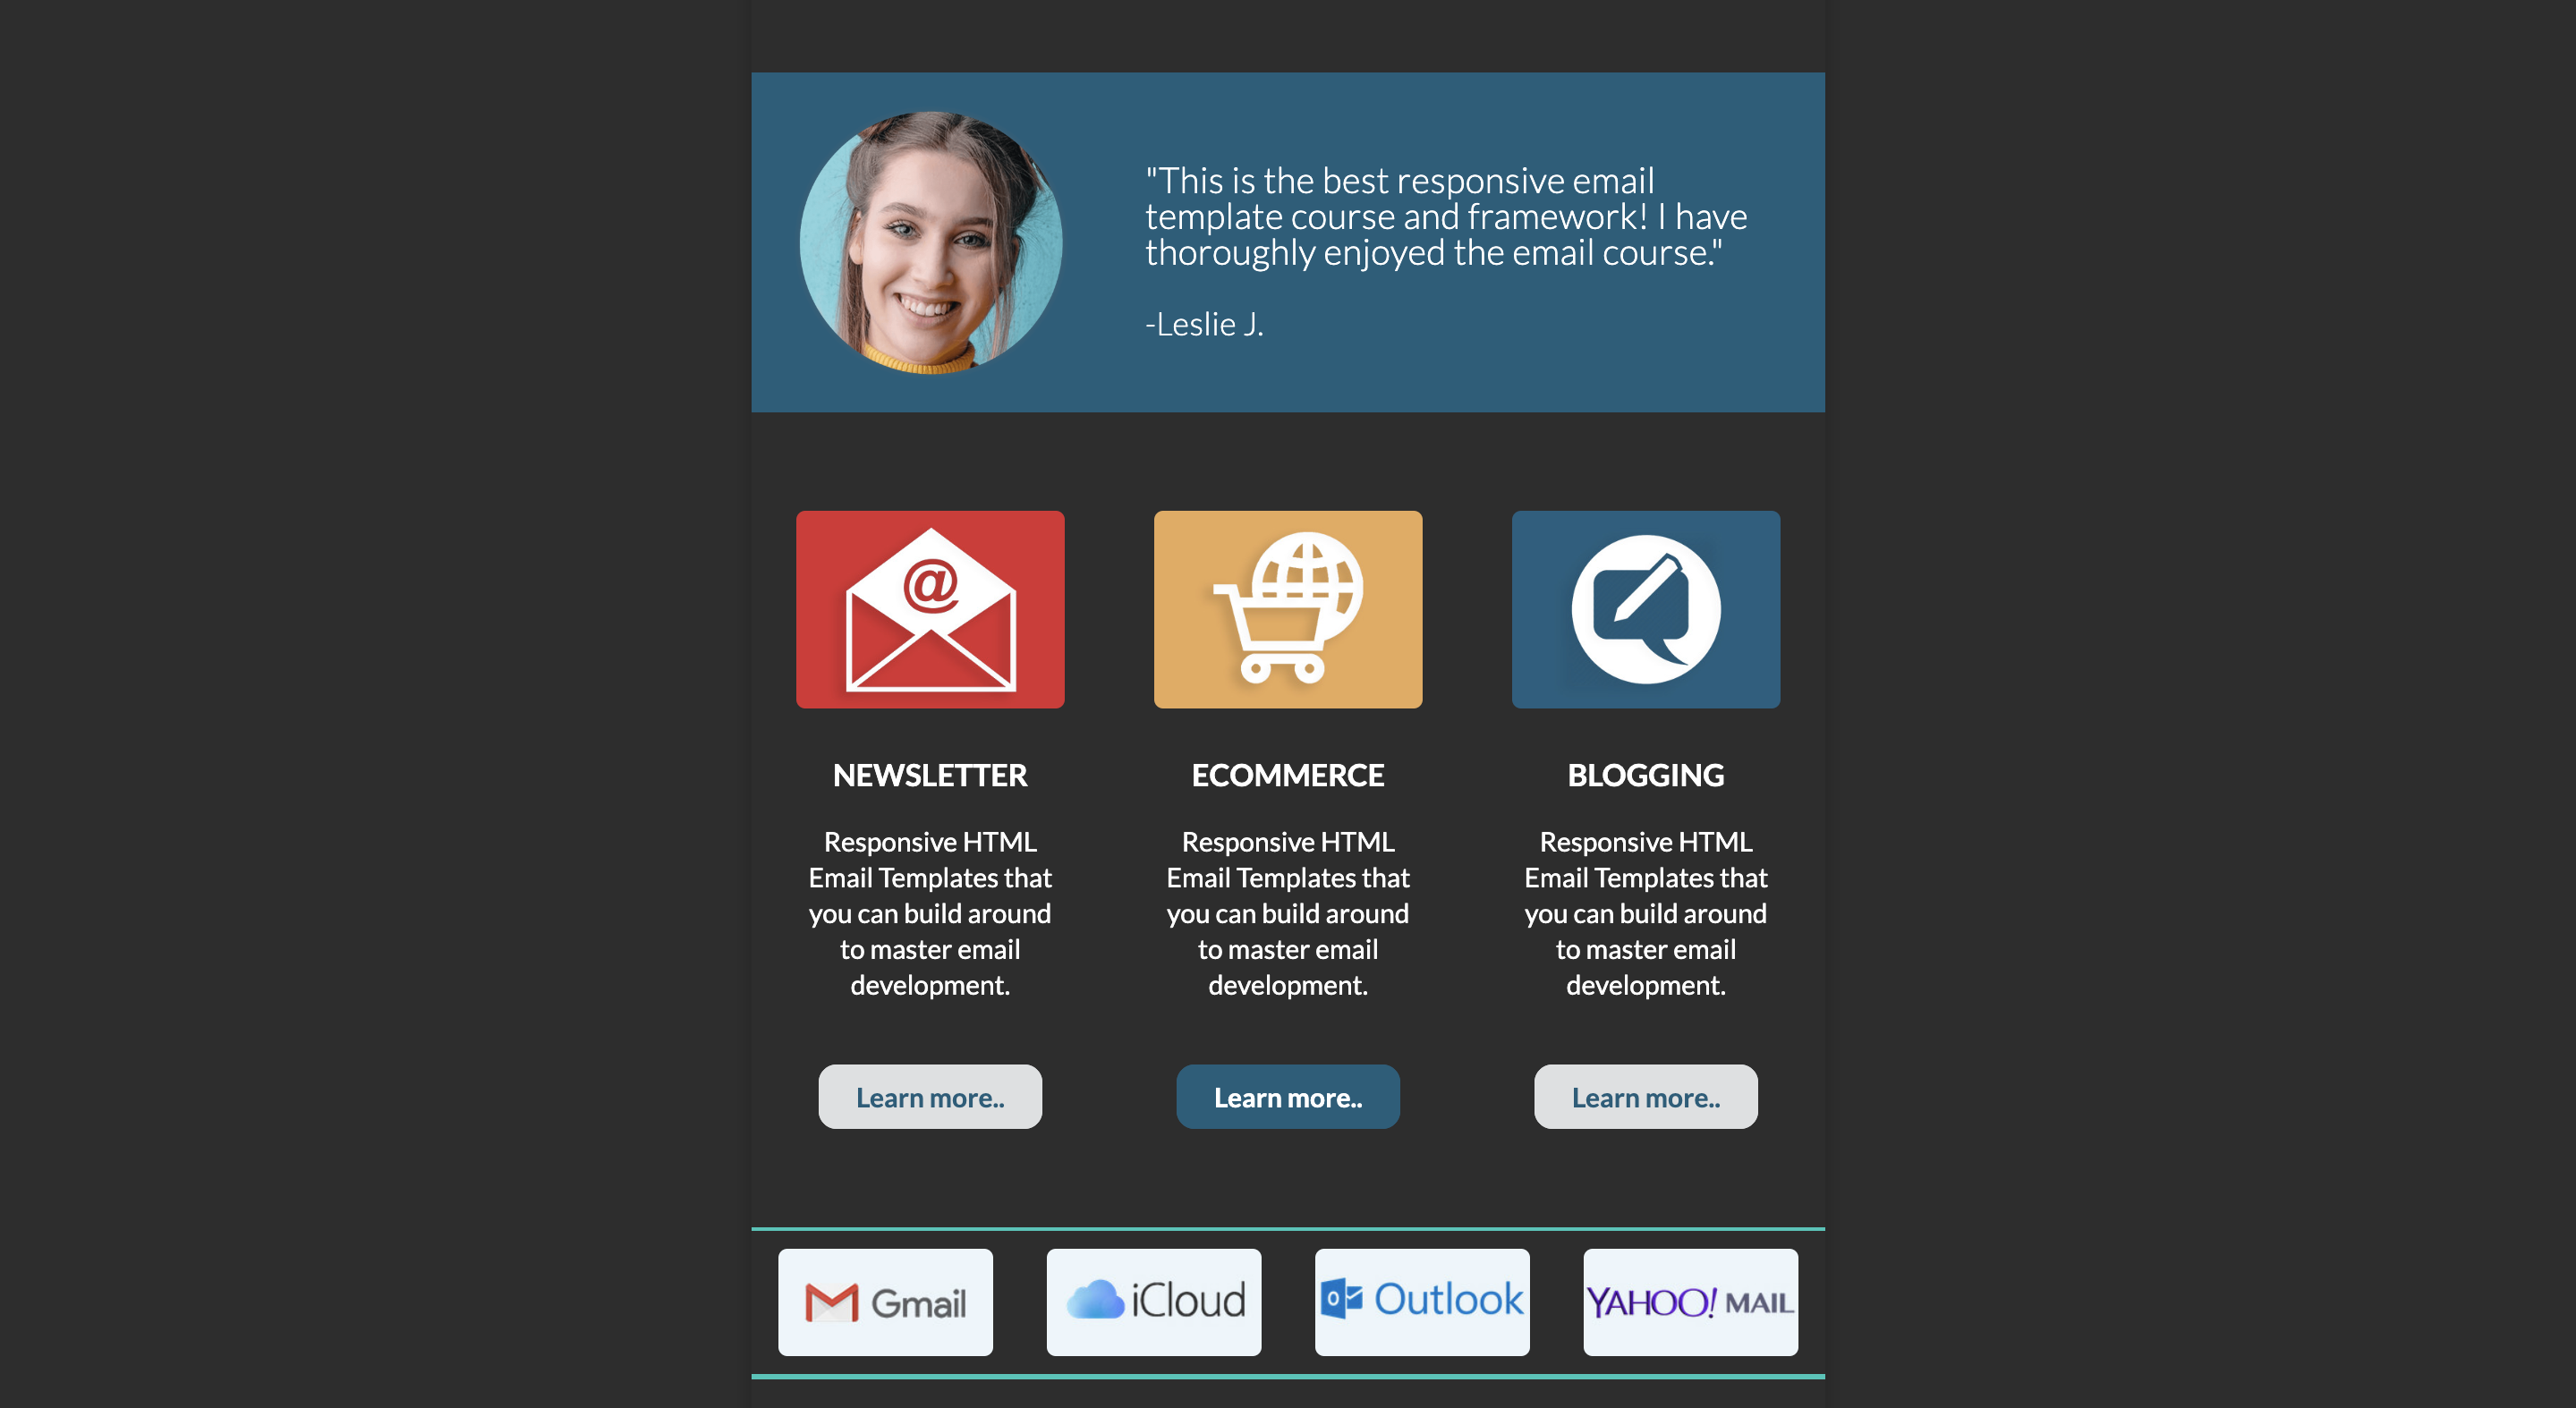 "This is the best responsive email
template course and framework! I have
thoroughly enjoyed the email course."
-Leslie J.
@
NEWSLETTER
Responsive HTML
Email Templates that
you can build around
to master email
development.
Learn more..
ECOMMERCE
Responsive HTML
Email Templates that
you can build around
to master email
development.
Learn more..
BLOGGING
Responsive HTML
Email Templates that
you can build around
to master email
development.
Learn more..
Gmail
iCloud
Outlook
YAHOO! MAIL